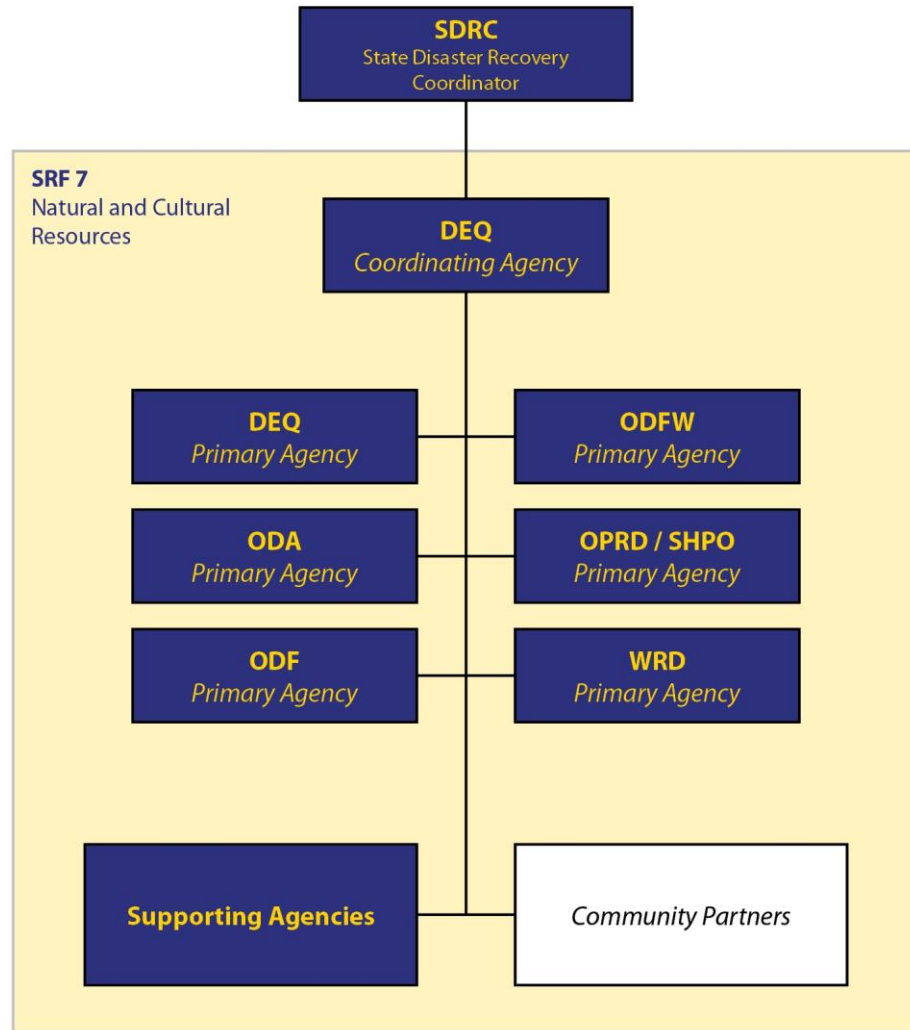 SDRC
State Disaster Recovery
Coordinator
SRF 7
Natural and Cultural
Resources
DEQ
Coordinating Agency
DEQ
Primary Agency
ODFW
Primary Agency
ODA
Primary Agency
OPRD / SHPO
Primary Agency
ODF
Primary Agency
WRD
Primary Agency
Supporting Agencies
Community Partners